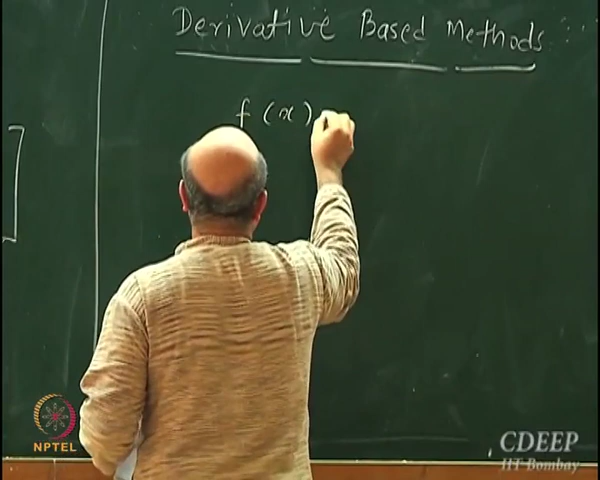 Derivative Based Methods
f (x)
NPTEL
CDEEP
IIT Bombay